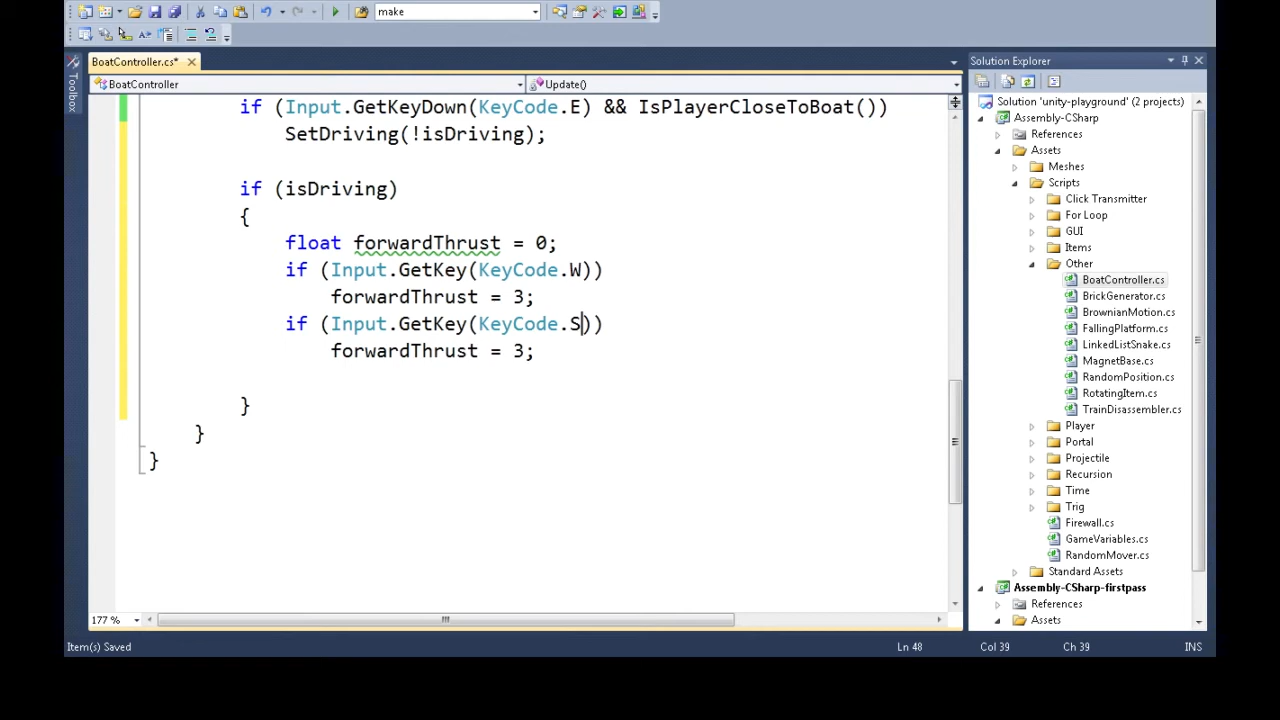 make
BoatController.cs*
Solution Explorer
Toolbox
BoatController
Update()
if (Input.GetKeyDown(KeyCode.E) && IsPlayerCloseToBoat())
SetDriving(!isDriving);
if (isDriving)
{
float forwardThrust = 0;
if (Input.GetKey(KeyCode.W))
forwardThrust = 3;
if (Input.GetKey(KeyCode.S))
forwardThrust = 3;
}
}
}
Solution 'unity-playground' (2 projects)
Assembly-CSharp
References
Assets
Meshes
Scripts
Click Transmitter
For Loop
GUI
Items
Other
BoatController.cs
BrickGenerator.cs
BrownianMotion.cs
FallingPlatform.cs
LinkedListSnake.cs
MagnetBase.cs
RandomPosition.cs
RotatingItem.cs
TrainDisassembler.cs
Player
Portal
Projectile
Recursion
Time
Trig
Firewall.cs
GameVariables.cs
RandomMover.cs
Standard Assets
Assembly-CSharp-firstpass
References
Assets
177 %
Item(s) Saved
Ln 48
Col 39
Ch 39
INS